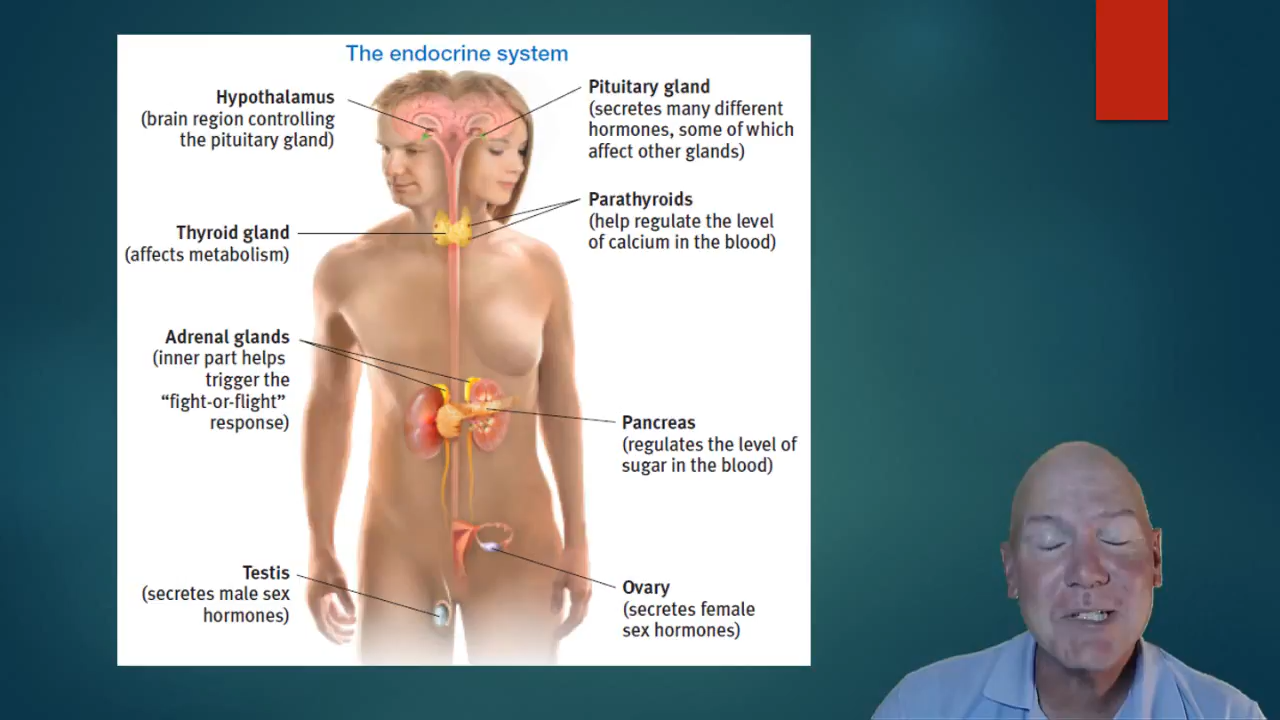 The endocrine system
Hypothalamus
(brain region controlling
the pituitary gland)
Pituitary gland
(secretes many different
hormones, some of which
affect other glands)
Parathyroids
(help regulate the level
of calcium in the blood)
Thyroid gland
(affects metabolism)
Adrenal glands
(inner part helps
trigger the
“fight-or-flight”
response)
Pancreas
(regulates the level of
sugar in the blood)
Testis
(secretes male sex
hormones)
Ovary
(secretes female
sex hormones)